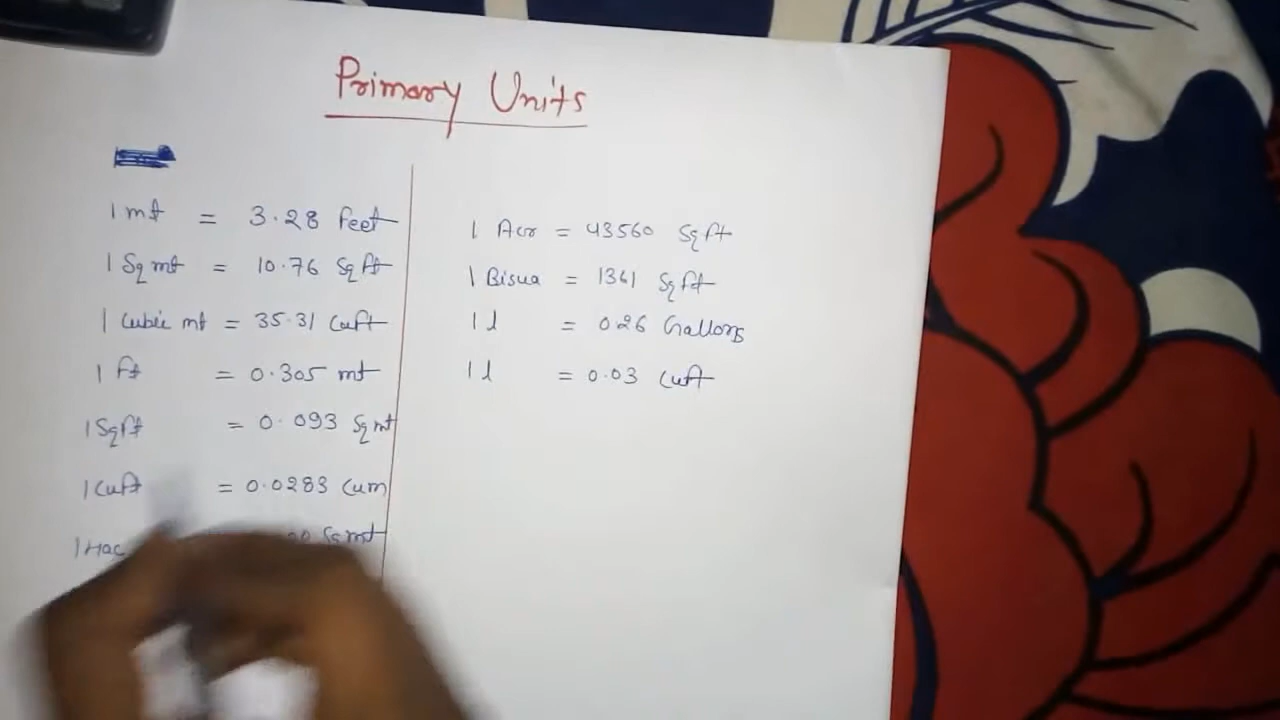 Primary Units
1 mt = 3.28 feet
1 Sq mt = 10.76 Sq ft
1 Cubic mt = 35.31 Cuft
1 ft = 0.305 mt
1 Sqft = 0.093 Sq mt
1 Cuft = 0.0283 Cum
1 Hac Sq mt
1 Acr = 43560 Sq ft
1 Bisua = 1361 Sq ft
1 l = 0.26 Gallons
1 l = 0.03 Cuft